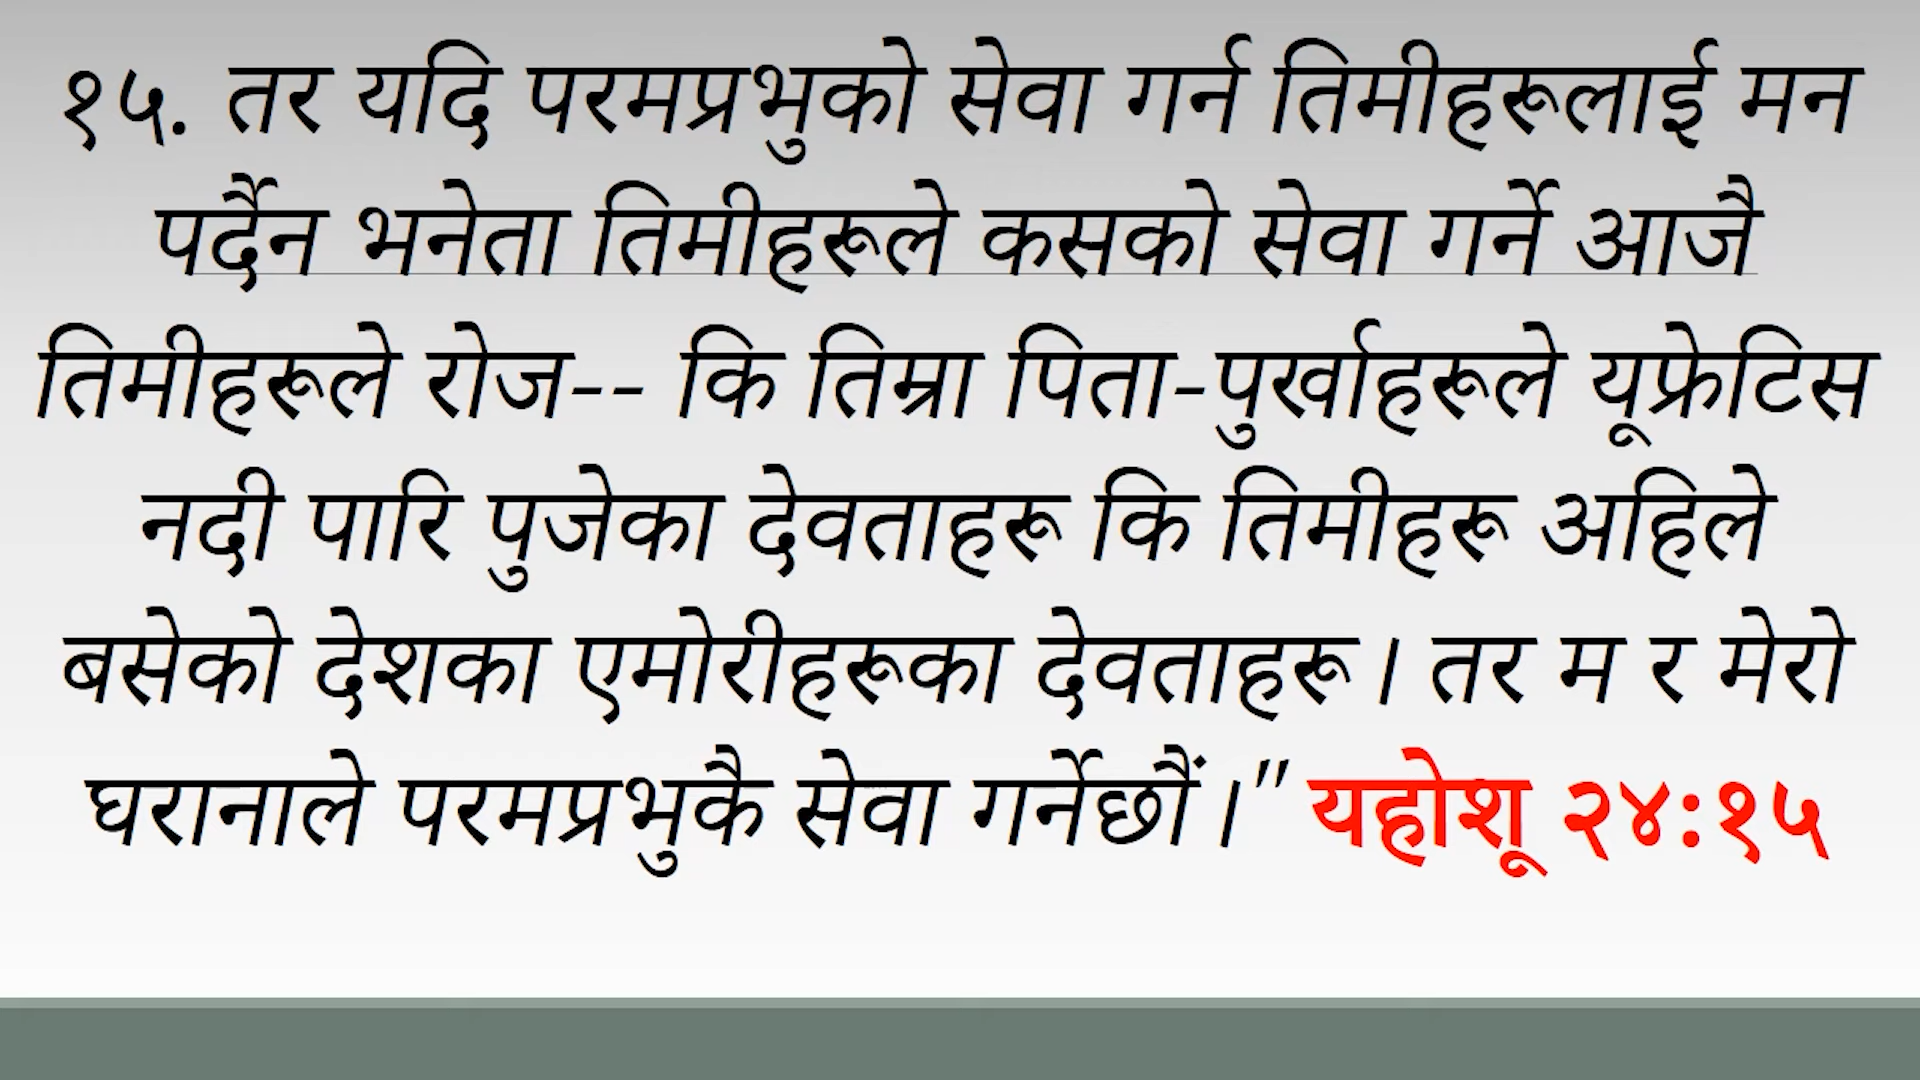 १५. तर यदि परमप्रभुको सेवा गर्न तिमीहरूलाई मन
पर्दैन भनेता तिमीहरूले कसको सेवा गर्ने आजै
तिमीहरूले रोज-- कि तिम्रा पिता-पुर्खाहरूले यूफ्रेटिस
नदी पारि पुजेका देवताहरू कि तिमीहरू अहिले
बसेको देशका एमोरीहरूका देवताहरू। तर म र मेरो
घरानाले परमप्रभुकै सेवा गर्नेछौं।" यहोशू २४:१५